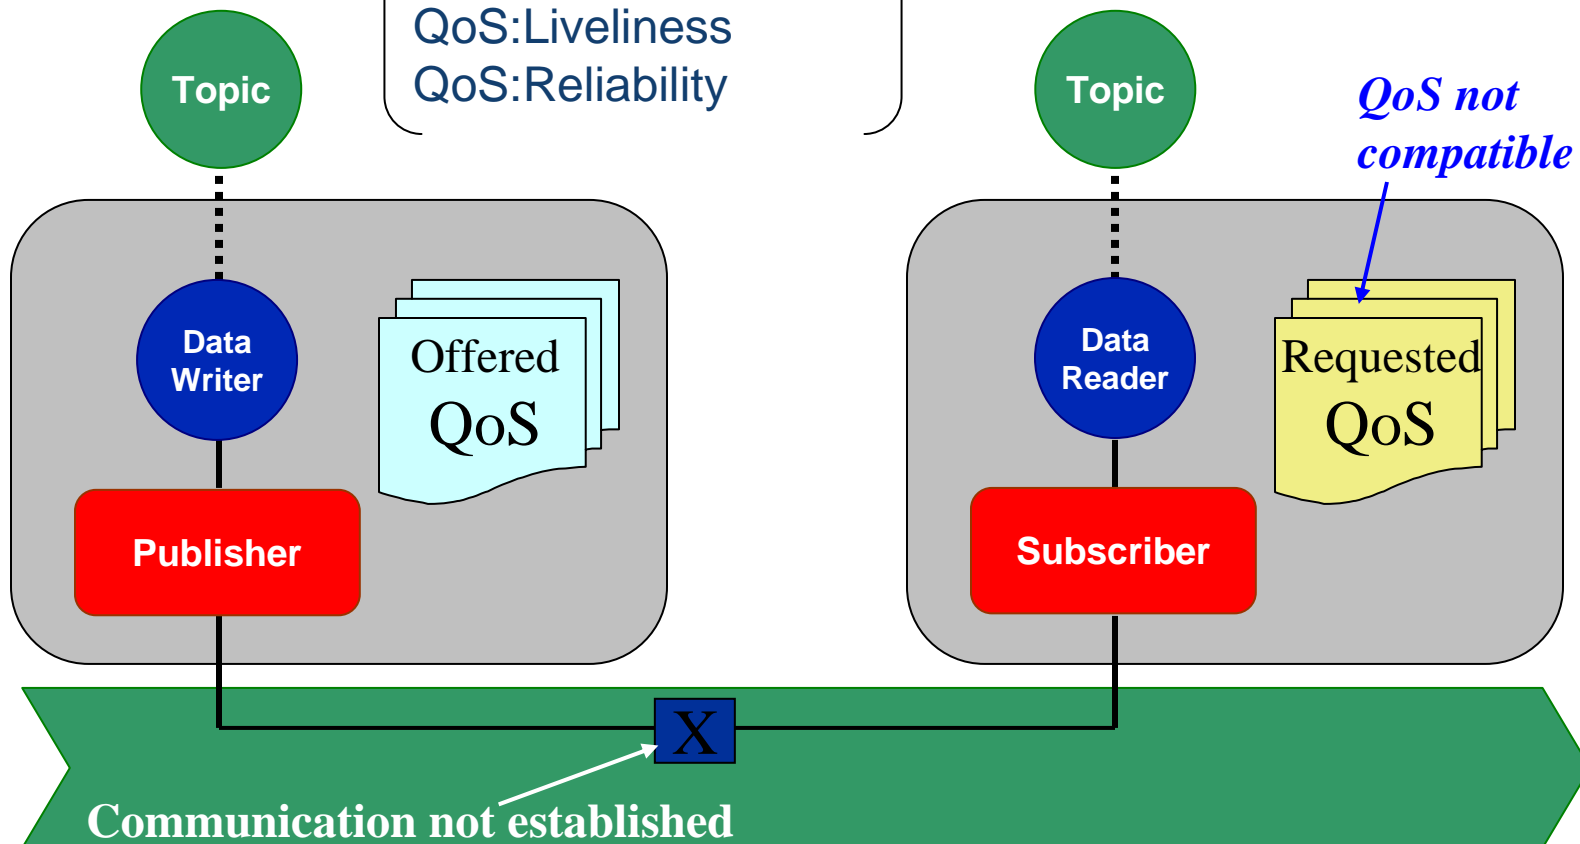 QoS:Liveliness
QoS:Reliability
Topic
Topic
QoS not
compatible
Data
Writer
Offered
QoS
Data
Reader
Requested
QoS
Publisher
Subscriber
X
Communication not established